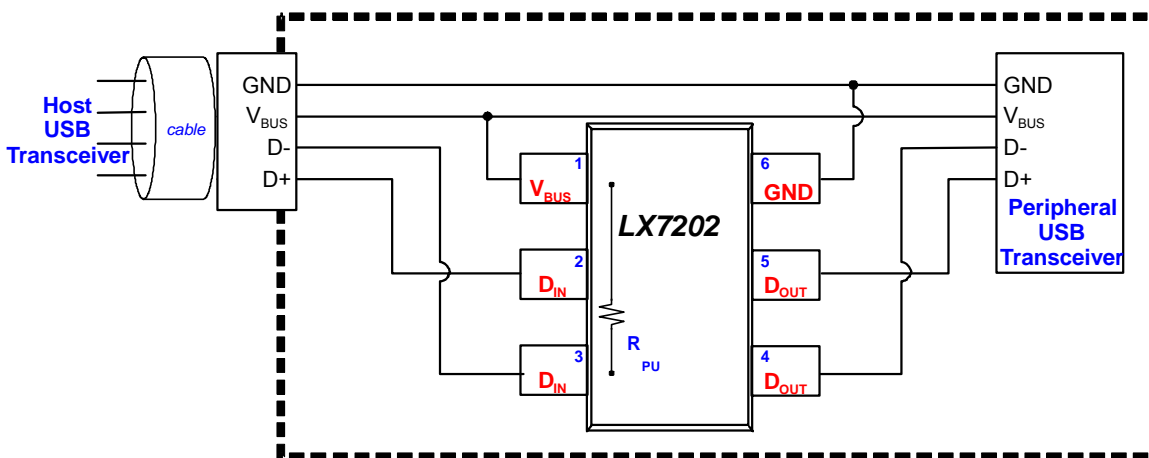 Host
USB
Transceiver
cable
GND
VBUS
D-
D+
1
VBUS
2
DIN
3
DIN
LX7202
R
PU
6
GND
5
DOUT
4
DOUT
GND
VBUS
D-
D+
Peripheral
USB
Transceiver